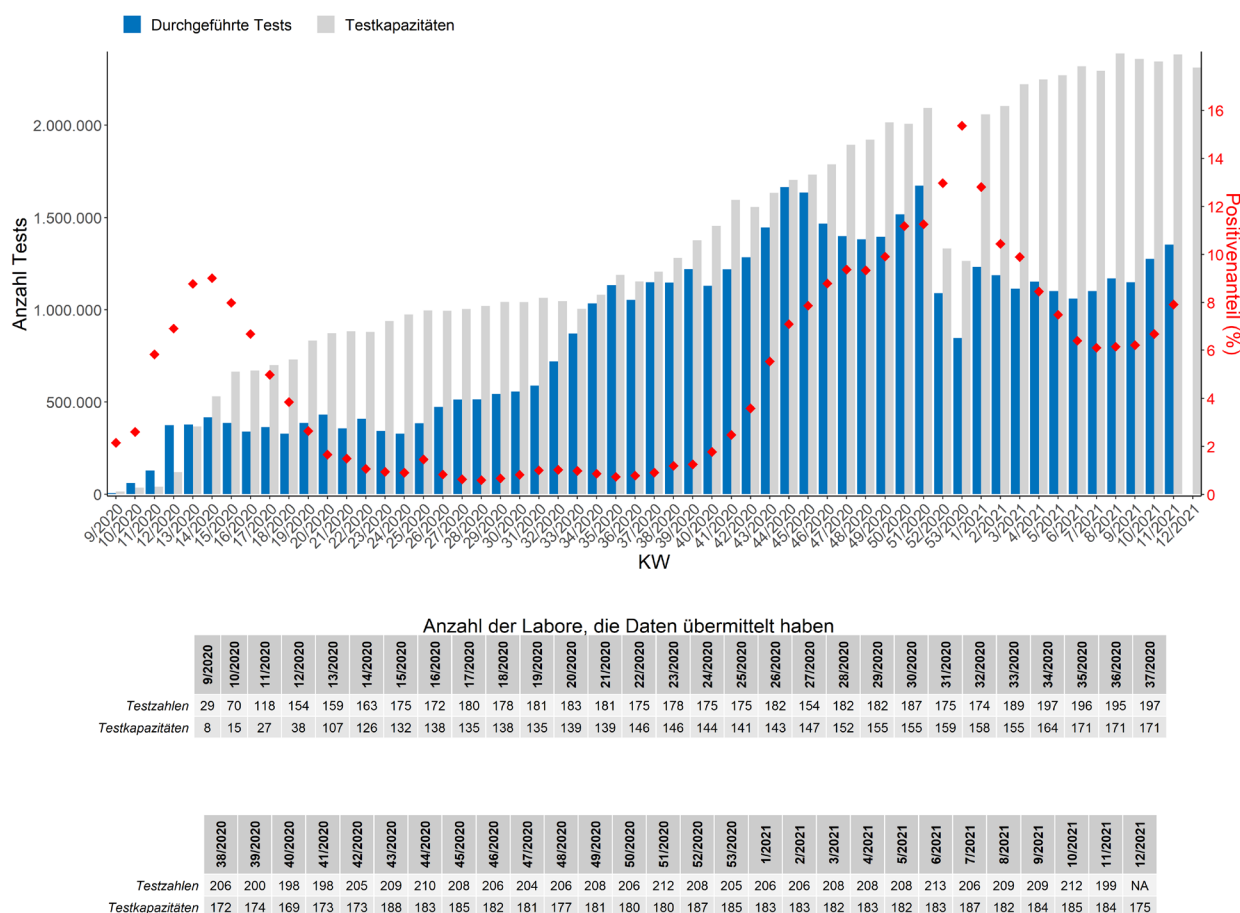 Durchgeführte Tests Testkapazitäten
Anzahl Tests
2.000.000
1.500.000
1.000.000
500.000
0
16
14
12
10
8
6
4
2
0
Positivenanteil (%)
9/2020 10/2020 11/2020 12/2020 13/2020 14/2020 15/2020 16/2020 17/2020 18/2020 19/2020 20/2020 21/2020 22/2020 23/2020 24/2020 25/2020 26/2020 27/2020 28/2020 29/2020 30/2020 31/2020 32/2020 33/2020 34/2020 35/2020 36/2020 37/2020 38/2020 39/2020 40/2020 41/2020 42/2020 43/2020 44/2020 45/2020 46/2020 47/2020 48/2020 49/2020 50/2020 51/2020 52/2020 53/2020 1/2021 2/2021 3/2021 4/2021 5/2021 6/2021 7/2021 8/2021 9/2021 10/2021 11/2021 12/2021
KW
Anzahl der Labore, die Daten übermittelt haben
9/2020 10/2020 11/2020 12/2020 13/2020 14/2020 15/2020 16/2020 17/2020 18/2020 19/2020 20/2020 21/2020 22/2020 23/2020 24/2020 25/2020 26/2020 27/2020 28/2020 29/2020 30/2020 31/2020 32/2020 33/2020 34/2020 35/2020 36/2020 37/2020
Testzahlen 29 70 118 154 159 163 175 172 180 178 181 183 181 175 178 175 175 182 154 182 182 187 175 174 189 197 196 195 197
Testkapazitäten 8 15 27 38 107 126 132 138 135 138 135 139 139 146 146 144 141 143 147 152 155 155 159 158 155 164 171 171 171
38/2020 39/2020 40/2020 41/2020 42/2020 43/2020 44/2020 45/2020 46/2020 47/2020 48/2020 49/2020 50/2020 51/2020 52/2020 53/2020 1/2021 2/2021 3/2021 4/2021 5/2021 6/2021 7/2021 8/2021 9/2021 10/2021 11/2021 12/2021
Testzahlen 206 200 198 198 205 209 210 208 206 204 206 208 206 212 208 205 206 206 208 208 208 213 206 209 209 212 199 NA
Testkapazitäten 172 174 169 173 173 188 183 185 182 181 177 181 180 180 187 185 183 183 182 183 182 183 187 182 184 185 184 175